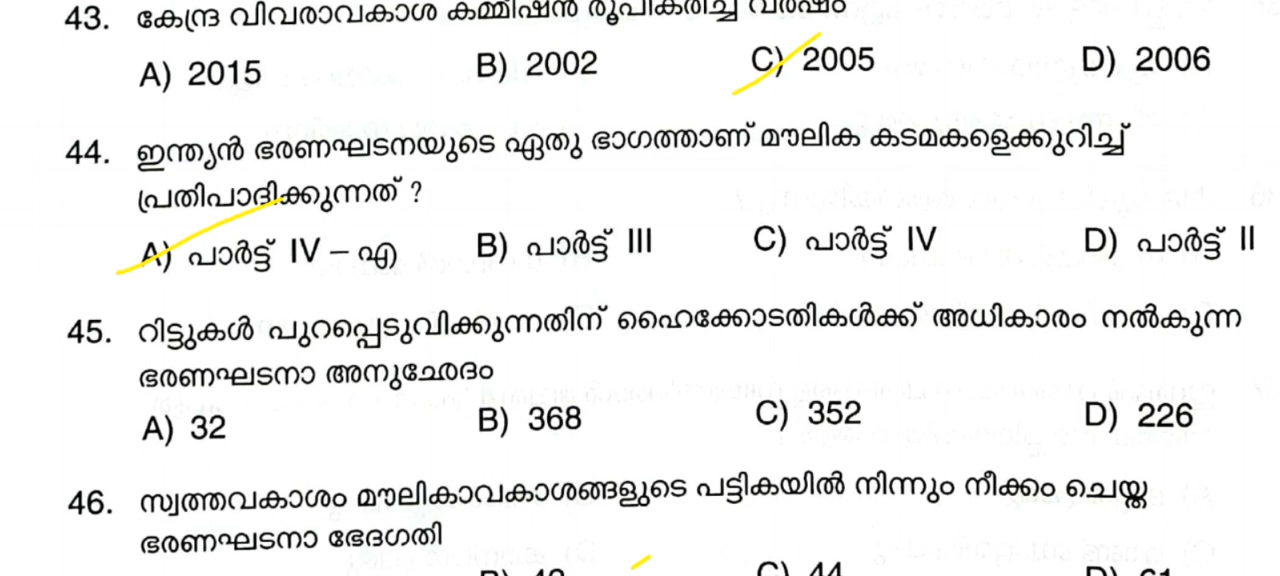 43. കേന്ദ്ര വിവരാവകാശ കമ്മീഷൻ രൂപീകരിച്ച വർഷം
A) 2015 B) 2002 C) 2005 D) 2006
44. ഇന്ത്യൻ ഭരണഘടനയുടെ ഏതു ഭാഗത്താണ് മൗലിക കടമകളെക്കുറിച്ച്
പ്രതിപാദിക്കുന്നത് ?
A) പാർട്ട് IV – എ B) പാർട്ട് III C) പാർട്ട് IV D) പാർട്ട് II
45. റിട്ടുകൾ പുറപ്പെടുവിക്കുന്നതിന് ഹൈക്കോടതികൾക്ക് അധികാരം നൽകുന്ന
ഭരണഘടനാ അനുഛേദം
A) 32 B) 368 C) 352 D) 226
46. സ്വത്തവകാശം മൗലികാവകാശങ്ങളുടെ പട്ടികയിൽ നിന്നും നീക്കം ചെയ്ത
ഭരണഘടനാ ഭേദഗതി
C) 44 D) 61